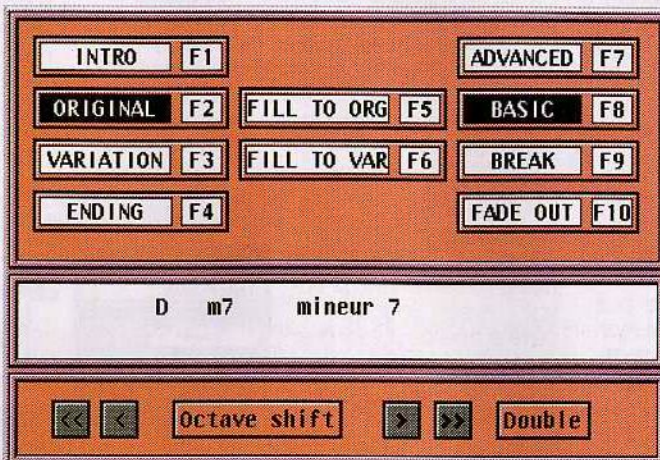 INTRO F1 ADVANCED F7
ORIGINAL F2 FILL TO ORG F5 BASIC F8
VARIATION F3 FILL TO VAR F6 BREAK F9
ENDING F4 FADE OUT F10
D m7 mineur 7
<< < Octave shift > >> Double